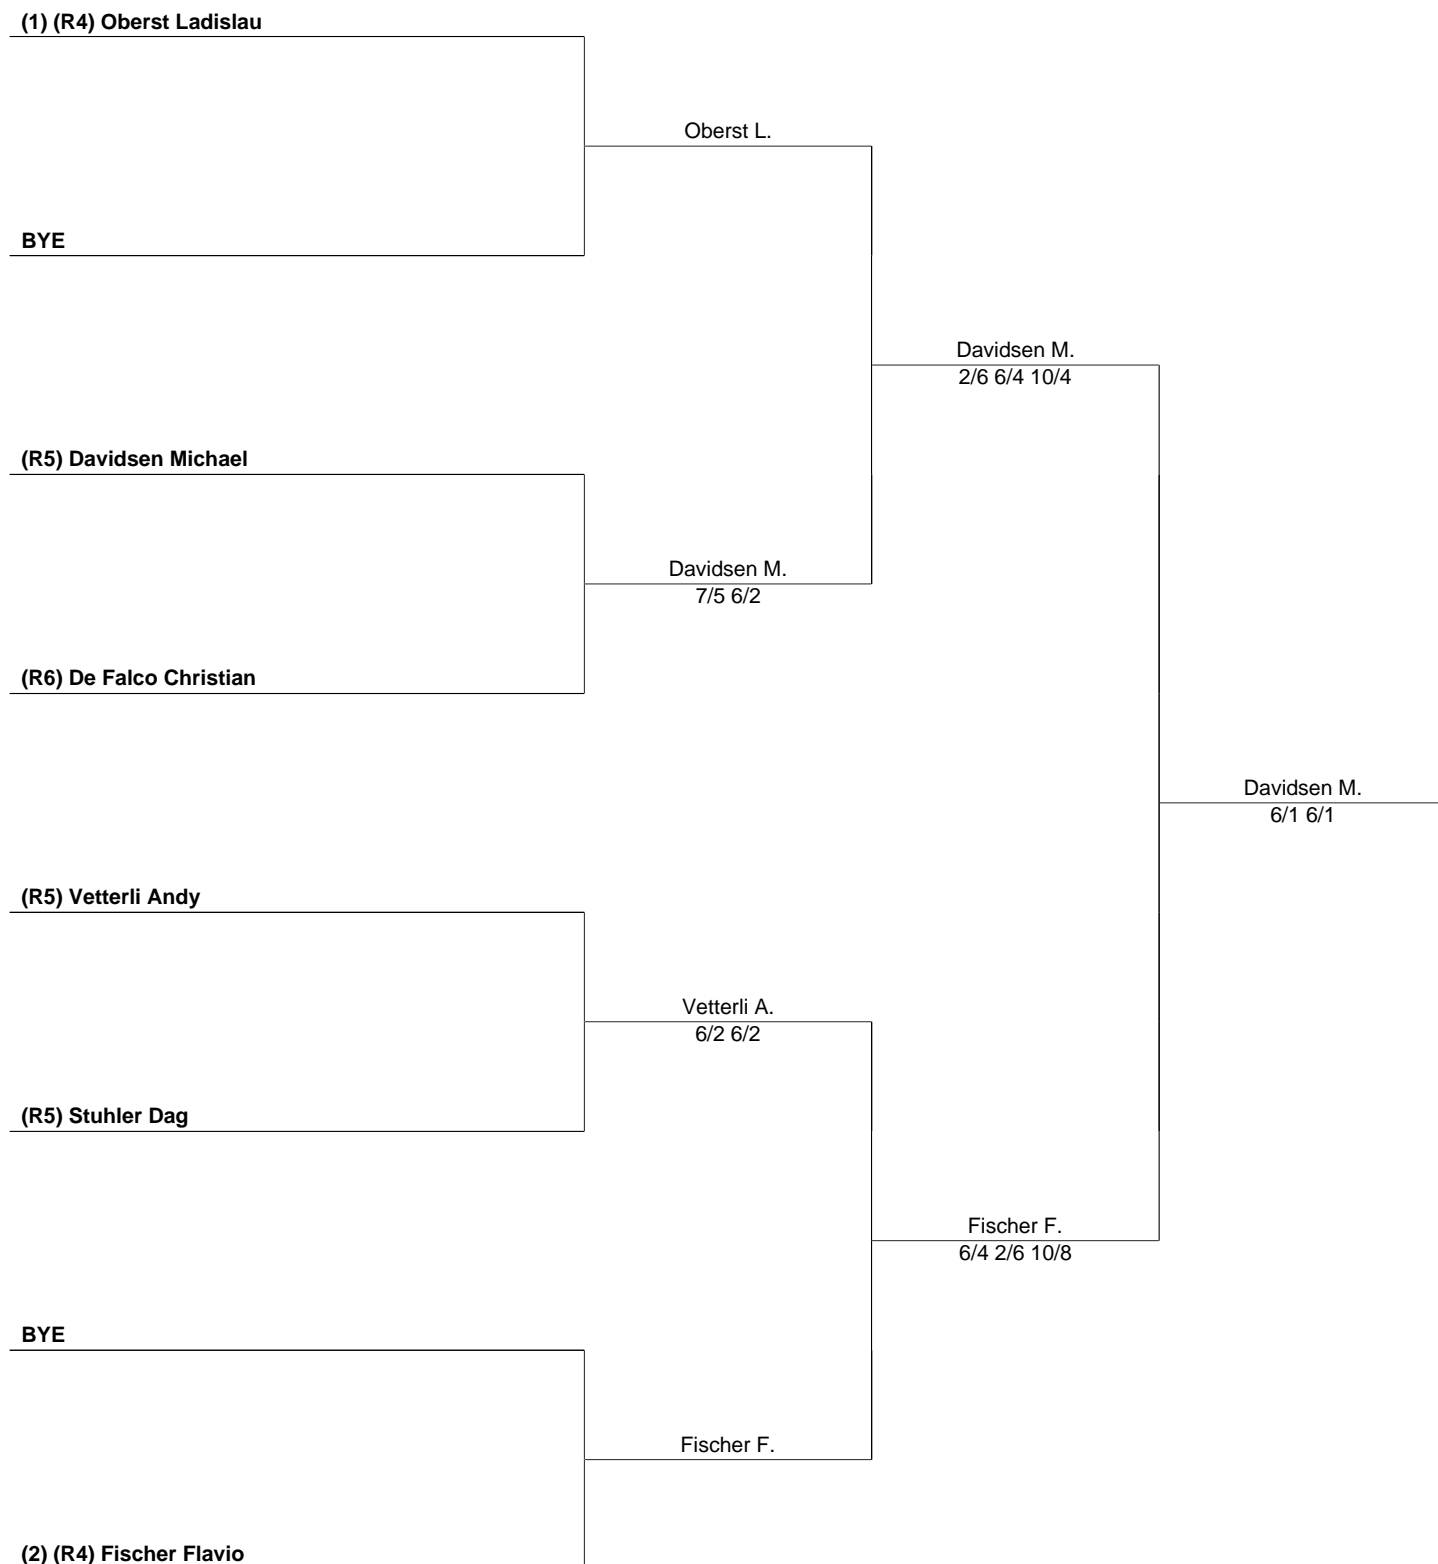 (1) (R4) Oberst Ladislau
Oberst L.
BYE
Davidsen M.
2/6 6/4 10/4
(R5) Davidsen Michael
Davidsen M.
7/5 6/2
(R6) De Falco Christian
Davidsen M.
6/1 6/1
(R5) Vetterli Andy
Vetterli A.
6/2 6/2
(R5) Stuhler Dag
Fischer F.
6/4 2/6 10/8
BYE
Fischer F.
(2) (R4) Fischer Flavio